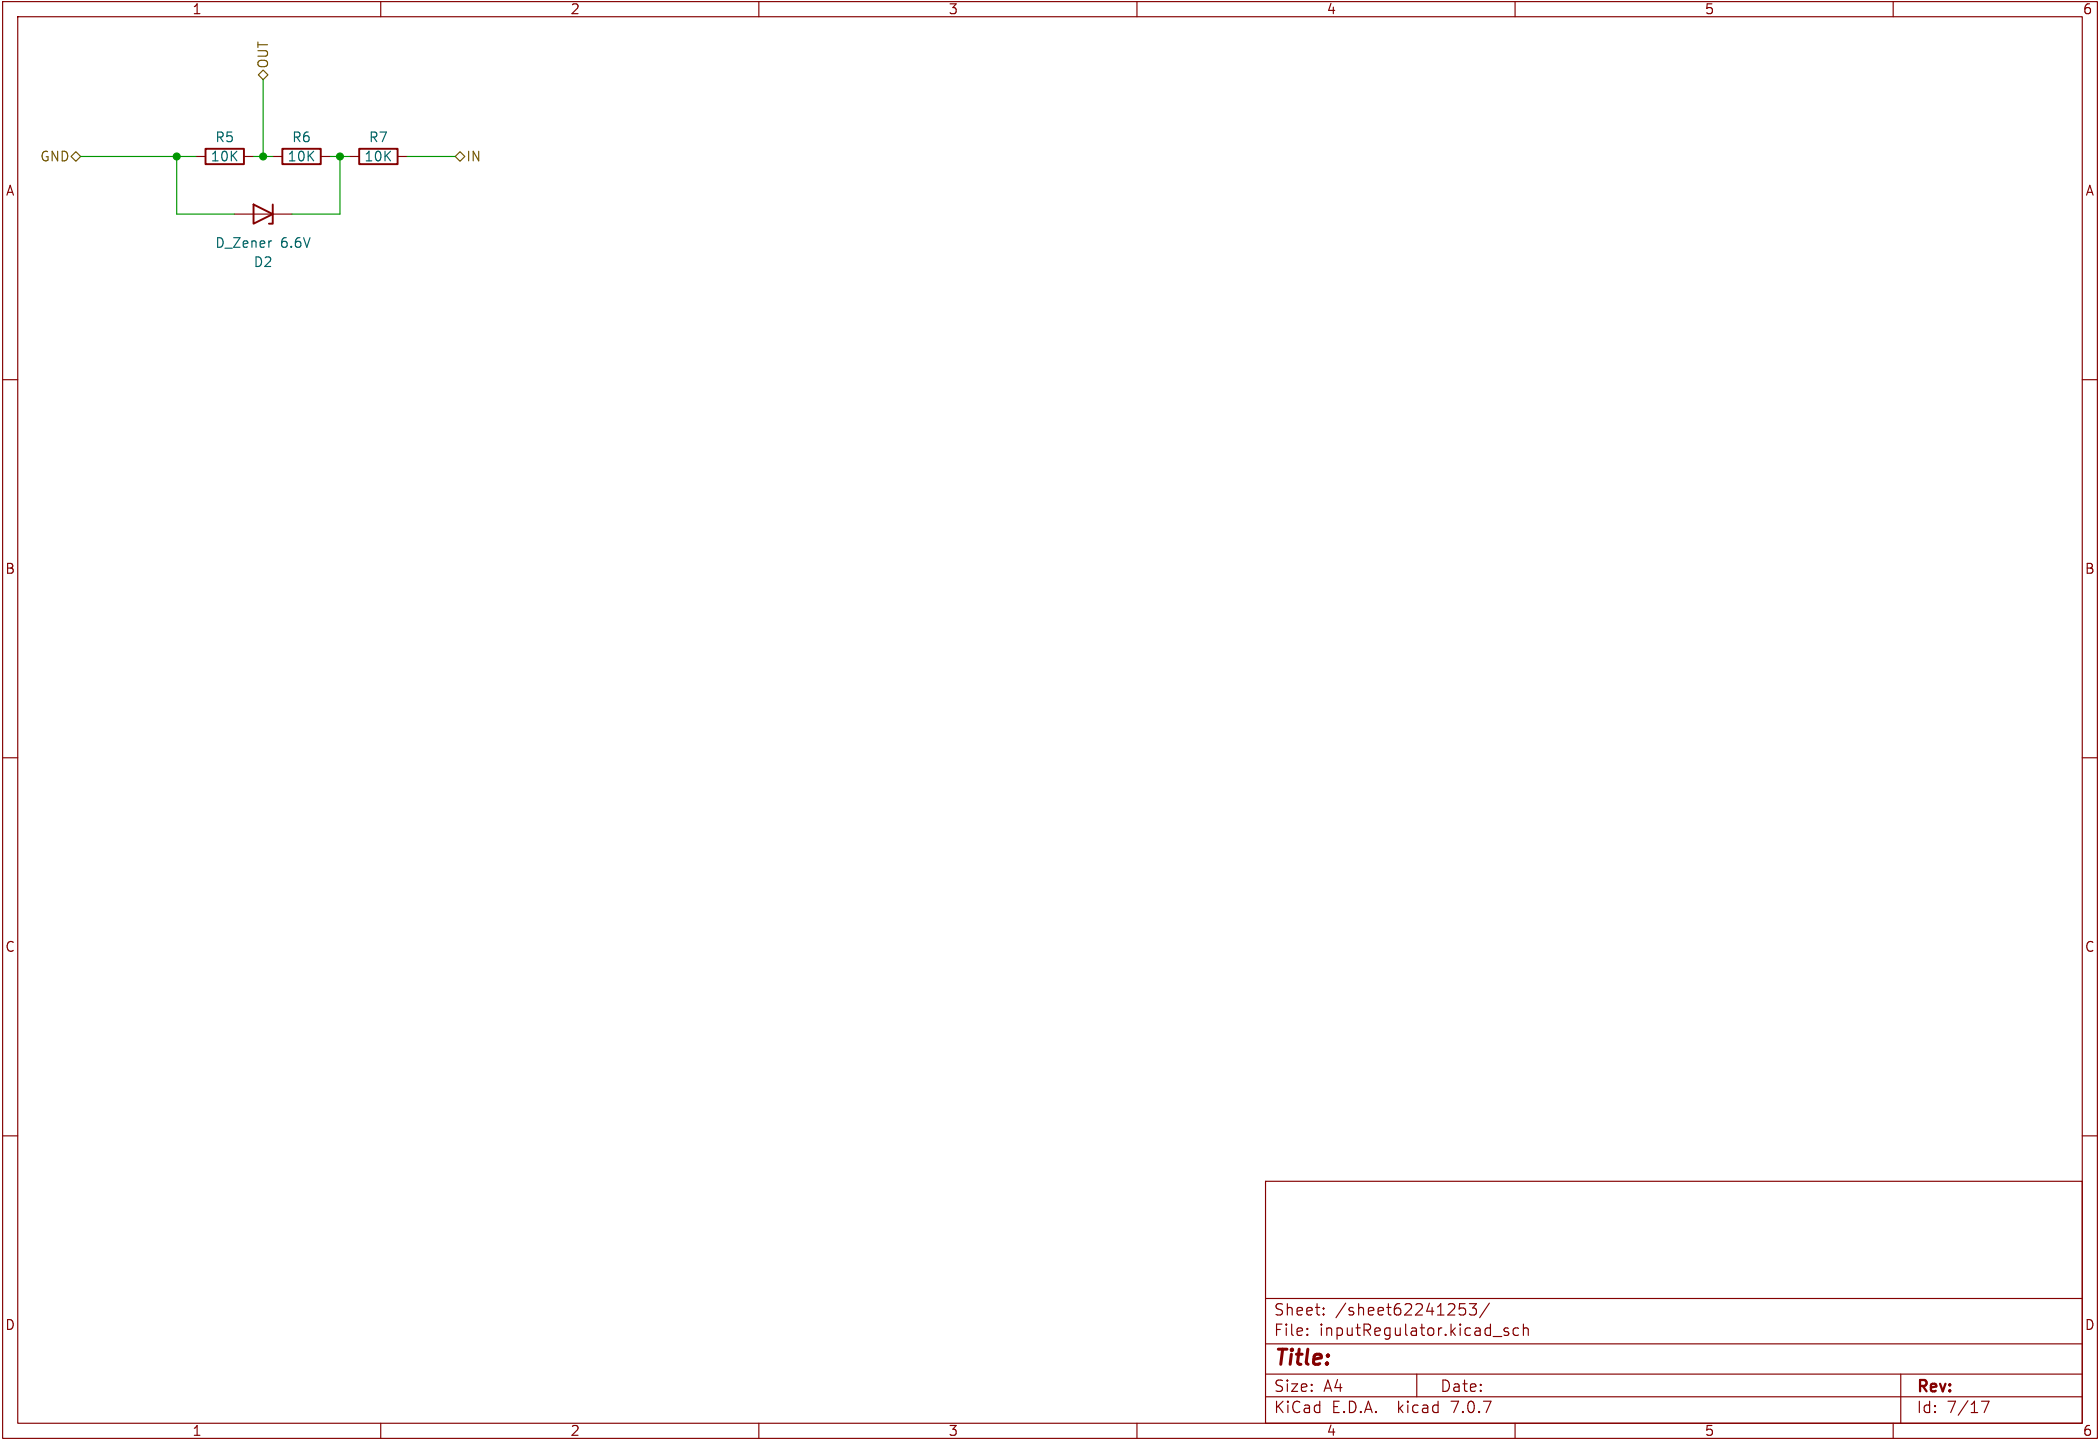 1 2 3 4 5 6
OUT
R5 R6 R7
GND 10K 10K 10K IN
A A
D_Zener 6.6V
D2
B B
C C
Sheet: /sheet62241253/
D D
File: inputRegulator.kicad_sch
Title:
Size: A4 Date: Rev:
KiCad E.D.A. kicad 7.0.7 Id: 7/17
1 2 3 4 5 6